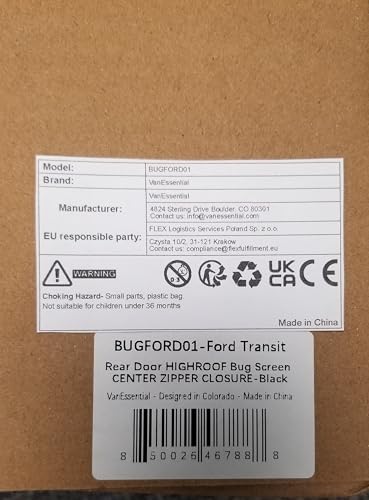 Model: BUGFORD01
Brand: VanEssential
Manufacturer: VanEssential
4824 Sterling Drive Boulder, CO 80301
Contact us: info@vanessential.com
EU responsible party: FLEX Logistics Services Poland Sp. z o.o.
Czysta 10/2, 31-121 Krakow
Contact us: compliance@flexfulfillment.eu
WARNING
0-3
UK
CA
CE
Choking Hazard- Small parts, plastic bag.
Not suitable for children under 36 months
Made in China
BUGFORD01-Ford Transit
Rear Door HIGHROOF Bug Screen
CENTER ZIPPER CLOSURE-Black
VanEssential - Designed in Colorado - Made in China
8 50026 46788 8